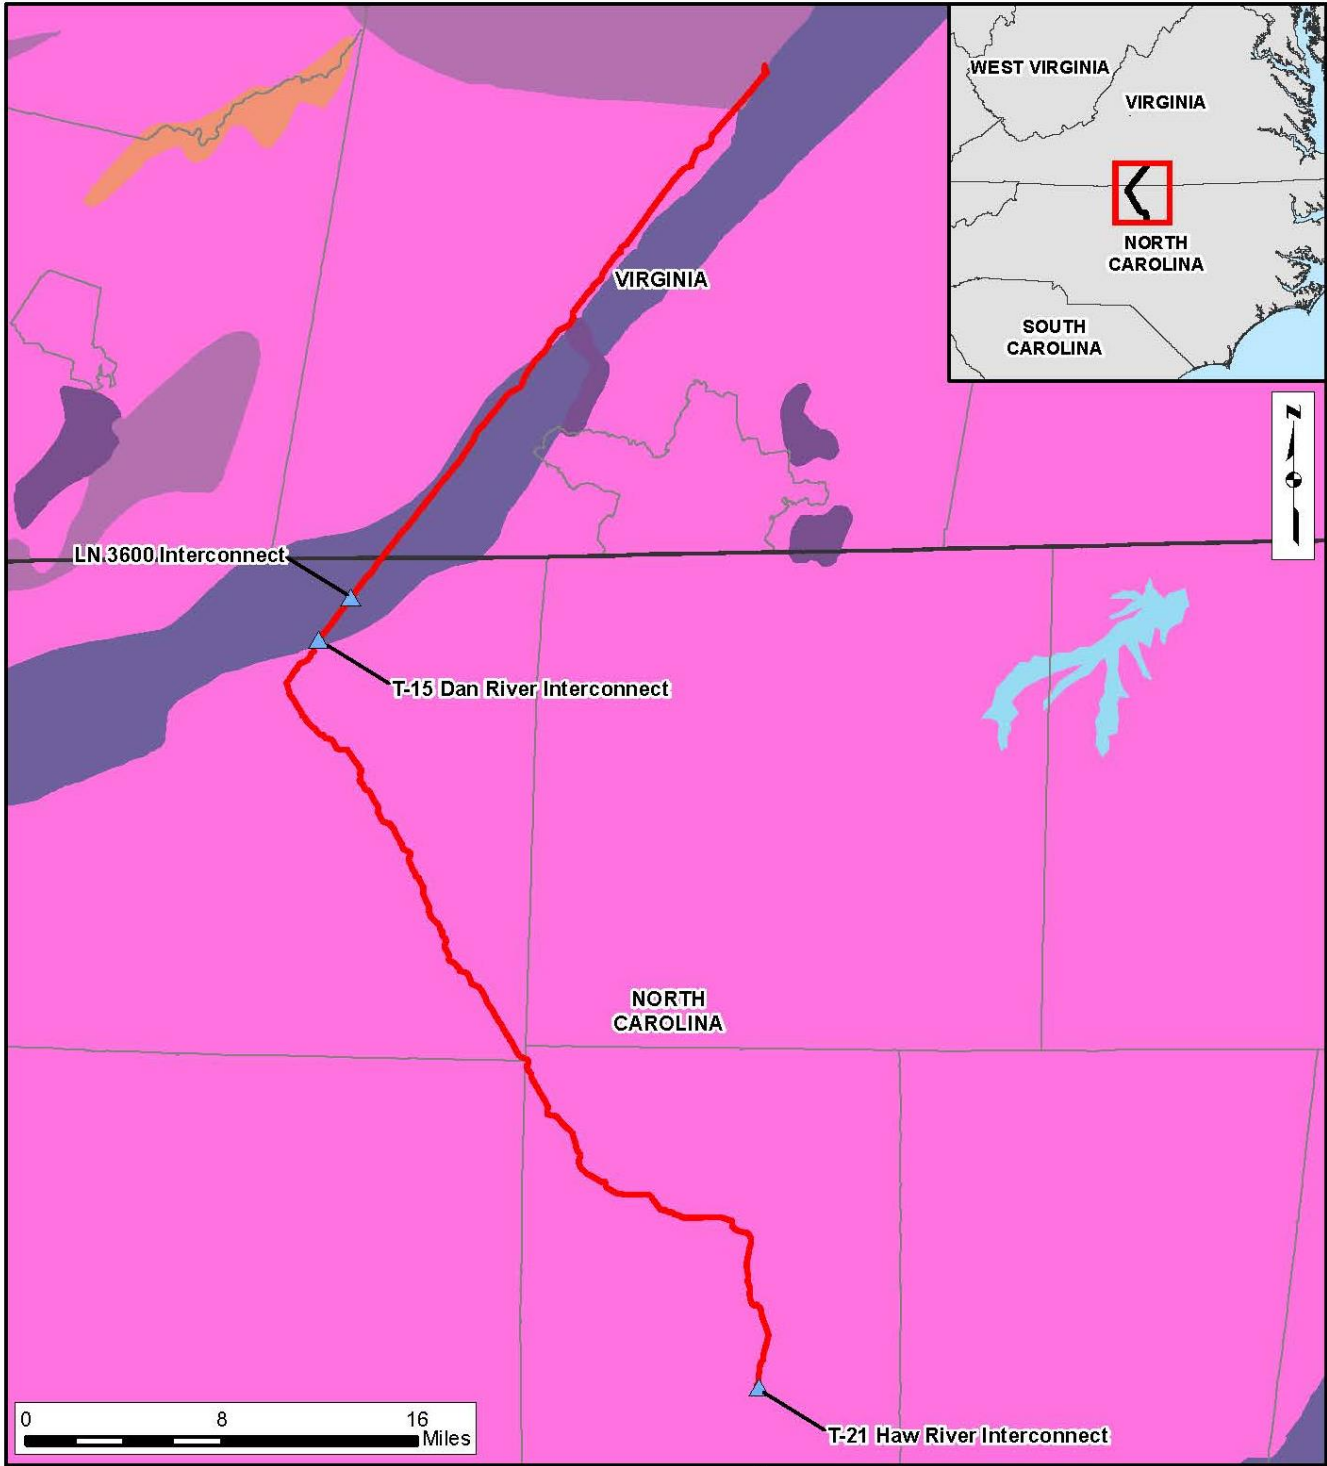 WEST VIRGINIA
VIRGINIA
NORTH
CAROLINA
SOUTH
CAROLINA
VIRGINIA
N
LN 3600 Interconnect
T-15 Dan River Interconnect
NORTH
CAROLINA
0 8 16
Miles
T-21 Haw River Interconnect